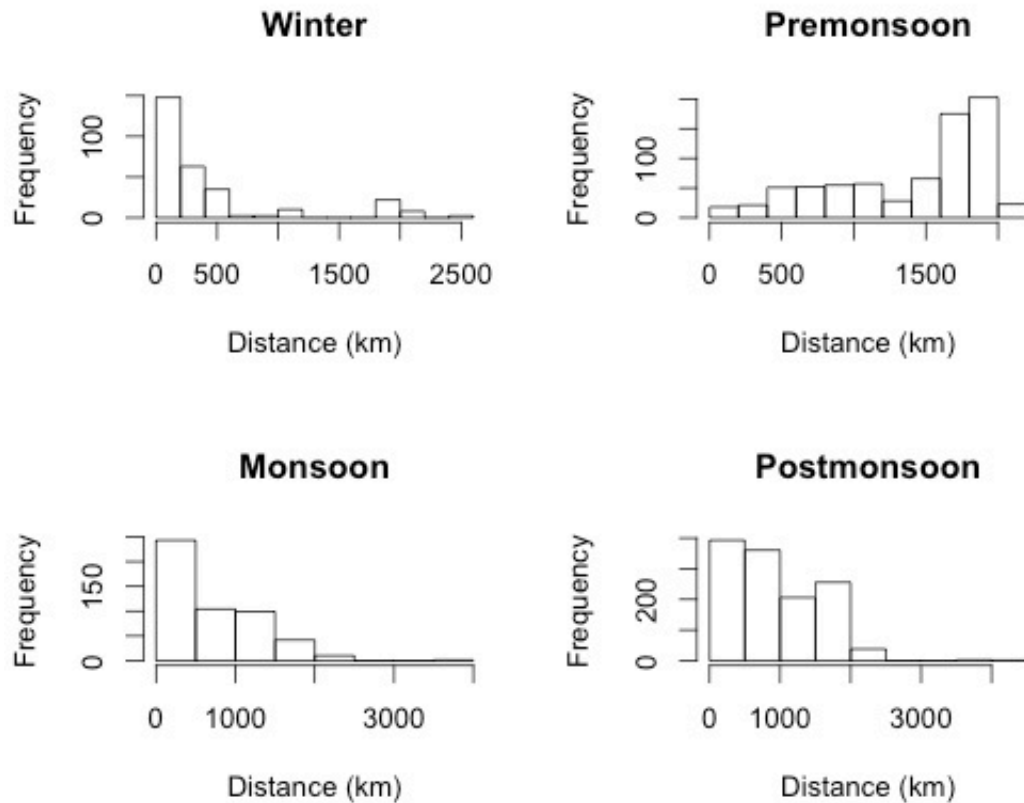 Winter
Frequency
0 100
0 500 1500 2500
Distance (km)
Premonsoon
Frequency
0 100
0 500 1500
Distance (km)
Monsoon
Frequency
0 150
0 1000 3000
Distance (km)
Postmonsoon
Frequency
0 200
0 1000 3000
Distance (km)